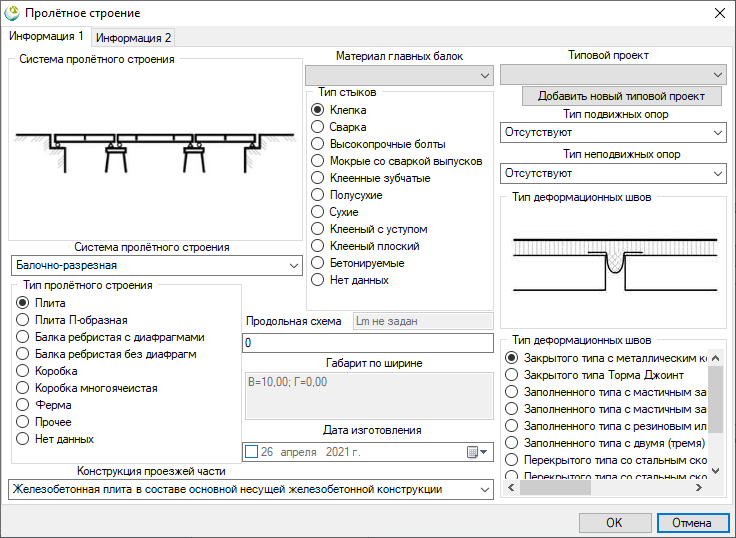 Пролётное строение
Информация 1
Информация 2
Система пролётного строения
Система пролётного строения
Балочно-разрезная
Тип пролётного строения
Плита
Плита П-образная
Балка ребристая с диафрагмами
Балка ребристая без диафрагм
Коробка
Коробка многоячеистая
Ферма
Прочее
Нет данных
Конструкция проезжей части
Железобетонная плита в составе основной несущей железобетонной конструкции
Материал главных балок
Тип стыков
Клепка
Сварка
Высокопрочные болты
Мокрые со сваркой выпусков
Клеенные зубчатые
Полусухие
Сухие
Клееный с уступом
Клееный плоский
Бетонируемые
Нет данных
Продольная схема
Lm не задан
0
Габарит по ширине
В=10,00; Г=0,00
Дата изготовления
26 апреля 2021 г.
Типовой проект
Добавить новый типовой проект
Тип подвижных опор
Отсутствуют
Тип неподвижных опор
Отсутствуют
Тип деформационных швов
Тип деформационных швов
Закрытого типа с металлическим ко
Закрытого типа Торма Джоинт
Заполненного типа с мастичным за
Заполненного типа с мастичным за
Заполненного типа с резиновым ил
Заполненного типа с двумя (тремя)
Перекрытого типа со стальным ско
Перекрытого типа со стальным ско
OK
Отмена